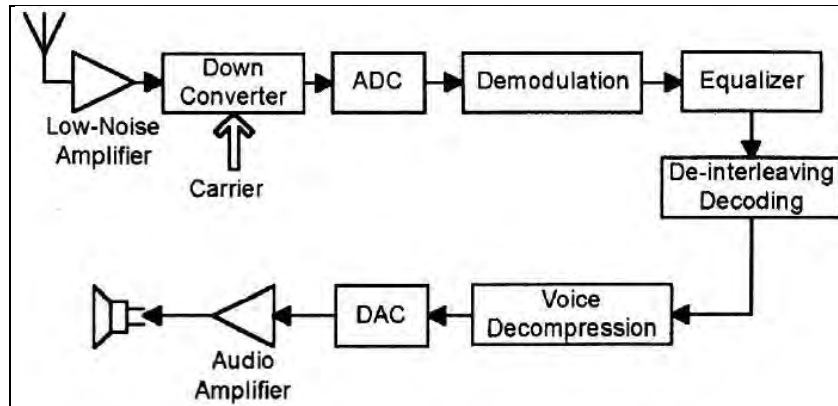 Down
Converter
ADC
Demodulation
Equalizer
Low-Noise
Amplifier
Carrier
De-interleaving
Decoding
Voice
Decompression
DAC
Audio
Amplifier